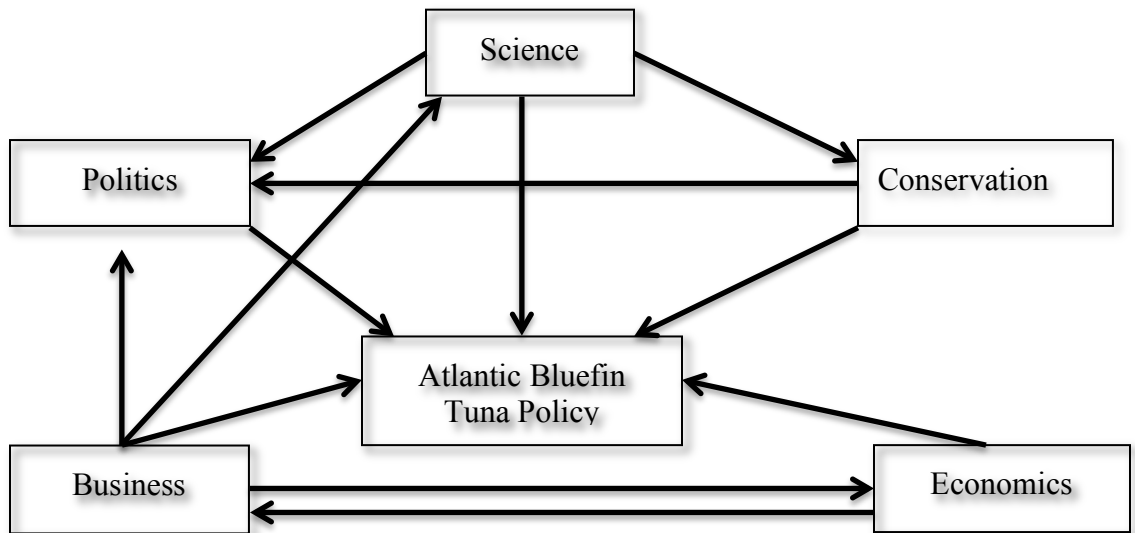 Science
Politics
Conservation
Atlantic Bluefin
Tuna Policy
Business
Economics